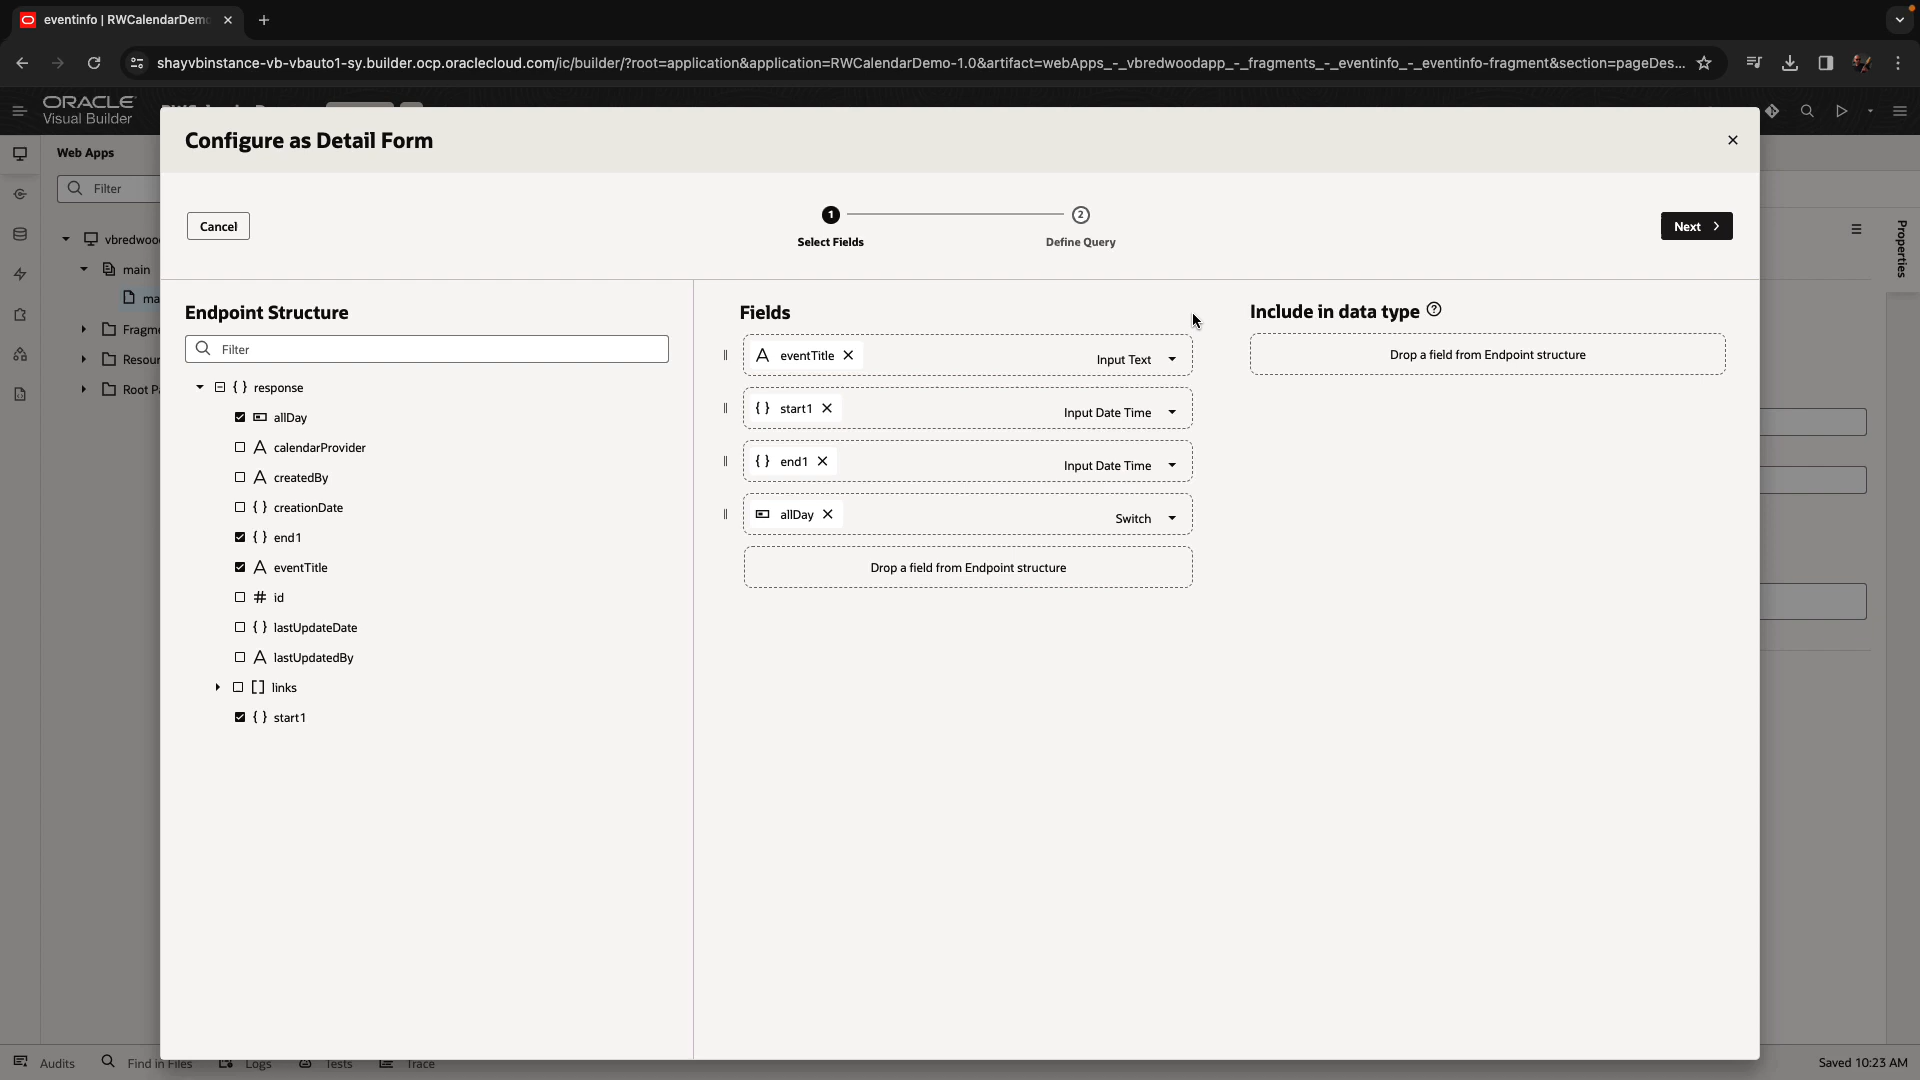 eventinfo | RWCalendarDemo
shayvbinstance-vb-vbauto1-sy.builder.ocp.oraclecloud.com/ic/builder/?root=application&application=RWCalendarDemo-1.0&artifact=webApps_-_vbredwoodapp_-_fragments_-_eventinfo_-_eventinfo-fragment&section=pageDes...
ORACLE
Visual Builder
Configure as Detail Form
Web Apps
Filter
Cancel
1
Select Fields
2
Define Query
Next
Properties
vbredwoo
main
ma
Fragme
Resour
Root P
Endpoint Structure
Filter
{ } response
allDay
A calendarProvider
A createdBy
{ } creationDate
{ } end1
A eventTitle
# id
{ } lastUpdateDate
A lastUpdatedBy
[ ] links
{ } start1
Fields
A eventTitle Input Text
{ } start1 Input Date Time
{ } end1 Input Date Time
allDay Switch
Drop a field from Endpoint structure
Include in data type
Drop a field from Endpoint structure
Audits
Find in Files
Logs
Tests
Trace
Saved 10:23 AM